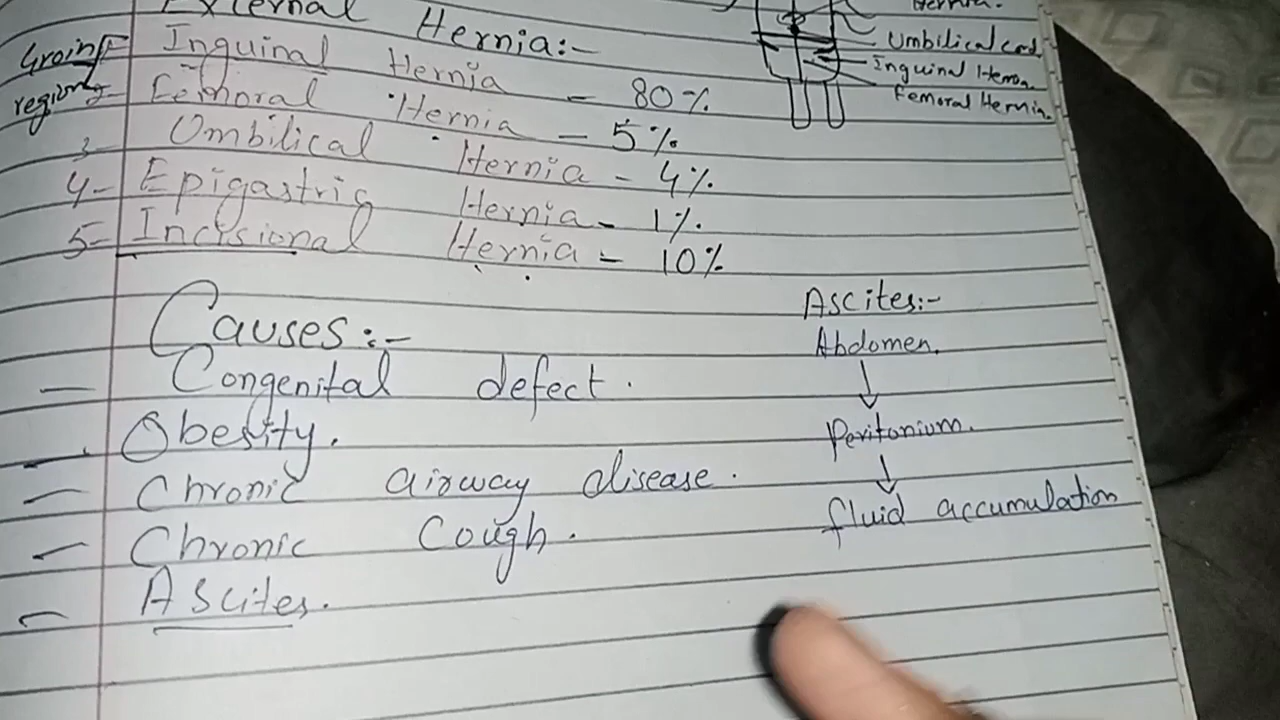 External Hernia:-
Groin region
Inguinal Hernia - 80%
2- Femoral Hernia - 5%
3- Umbilical Hernia - 4%
4- Epigastric Hernia - 1%
5- Incisional Hernia - 10%
Hernia.
Umbilical cord.
Inguinal Hernia.
Femoral Hernia.
Causes:-
- Congenital defect.
- Obesity.
- Chronic airway disease.
- Chronic Cough.
- Ascites.
Ascites:-
Abdomen.
↓
Peritonium.
↓
fluid accumulation